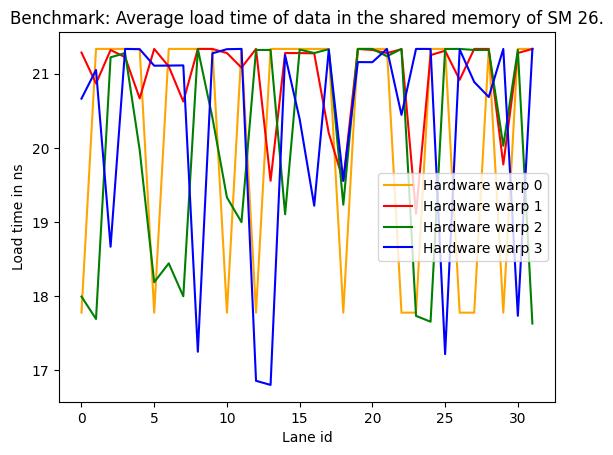 Benchmark: Average load time of data in the shared memory of SM 26.
21
20
19
18
17
Load time in ns
Hardware warp 0
Hardware warp 1
Hardware warp 2
Hardware warp 3
0 5 10 15 20 25 30
Lane id